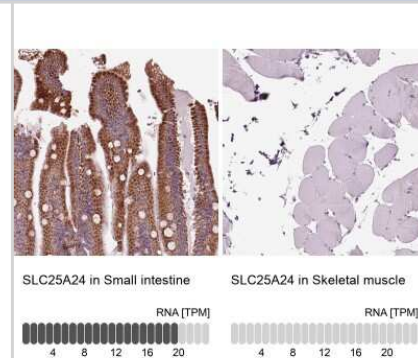 SLC25A24 in Small intestine
SLC25A24 in Skeletal muscle
RNA [TPM]
RNA [TPM]
4 8 12 16 20
4 8 12 16 20